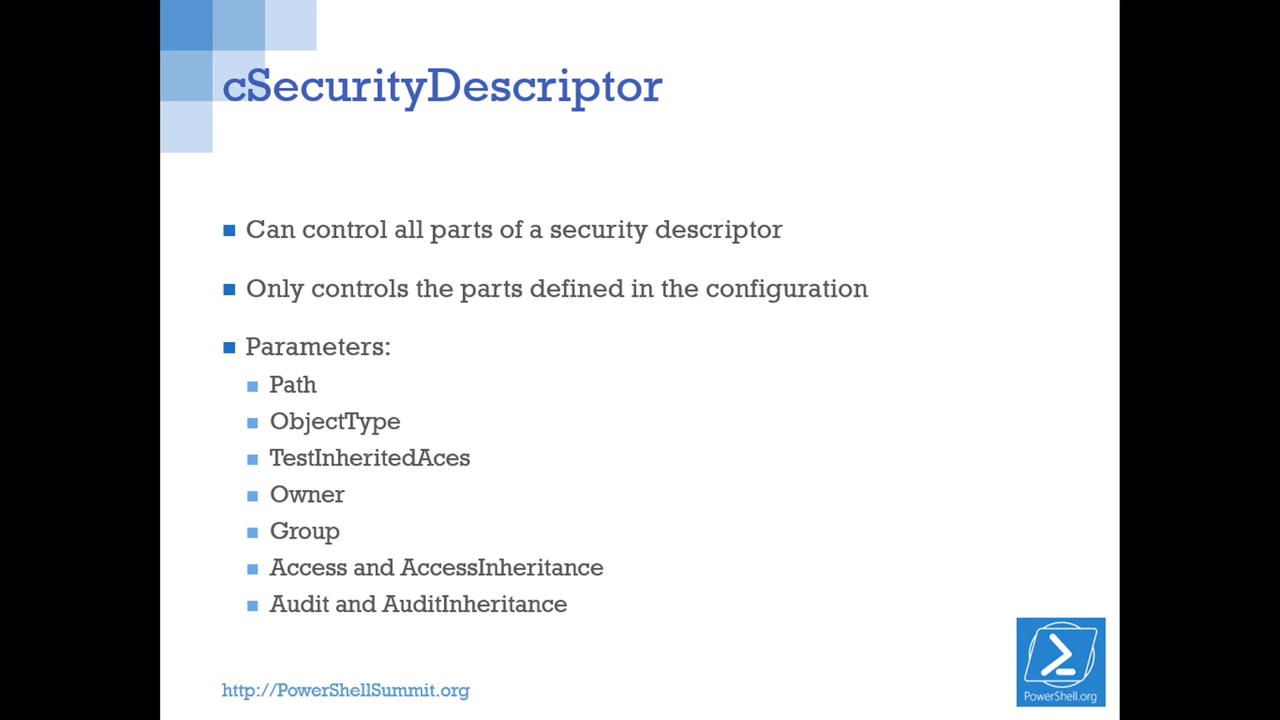 cSecurityDescriptor
Can control all parts of a security descriptor
Only controls the parts defined in the configuration
Parameters:
Path
ObjectType
TestInheritedAces
Owner
Group
Access and AccessInheritance
Audit and AuditInheritance
http://PowerShellSummit.org
PowerShell.org